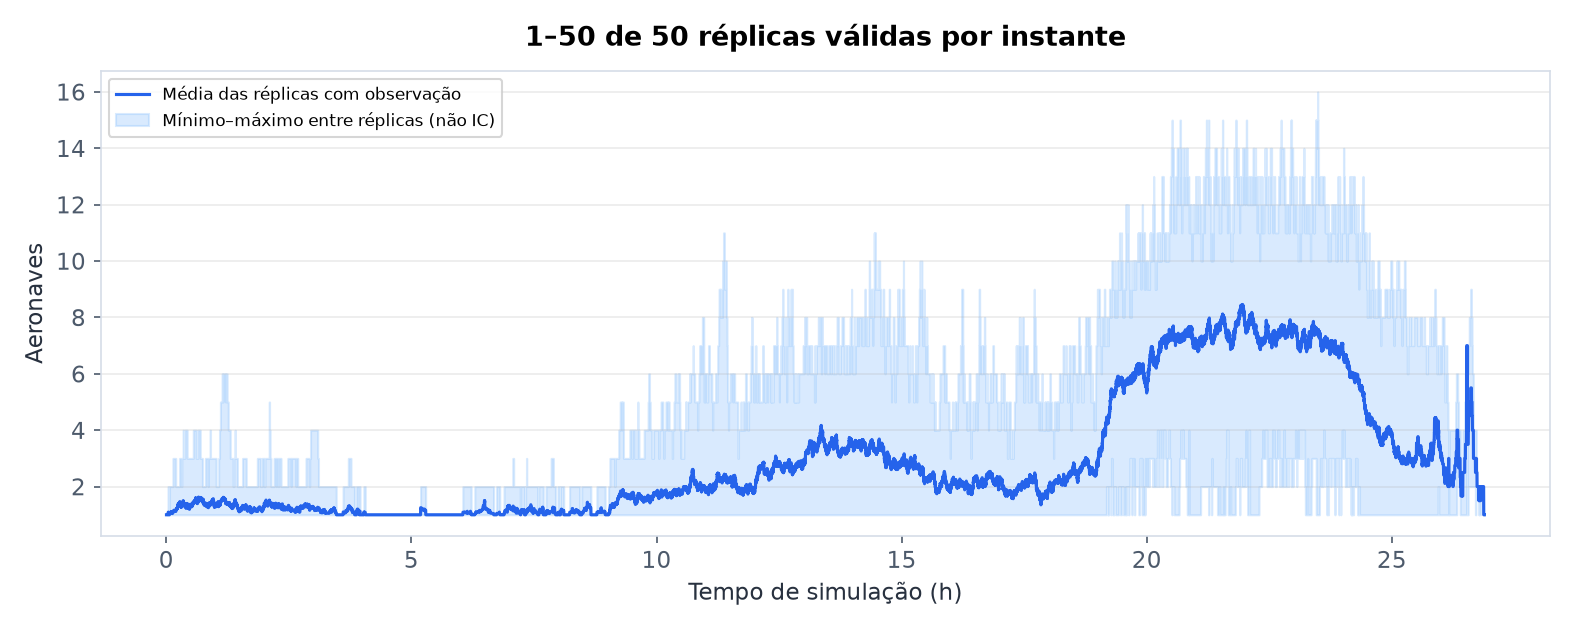 1–50 de 50 réplicas válidas por instante
Média das réplicas com observação
Mínimo–máximo entre réplicas (não IC)
Aeronaves
16
14
12
10
8
6
4
2
0 5 10 15 20 25
Tempo de simulação (h)